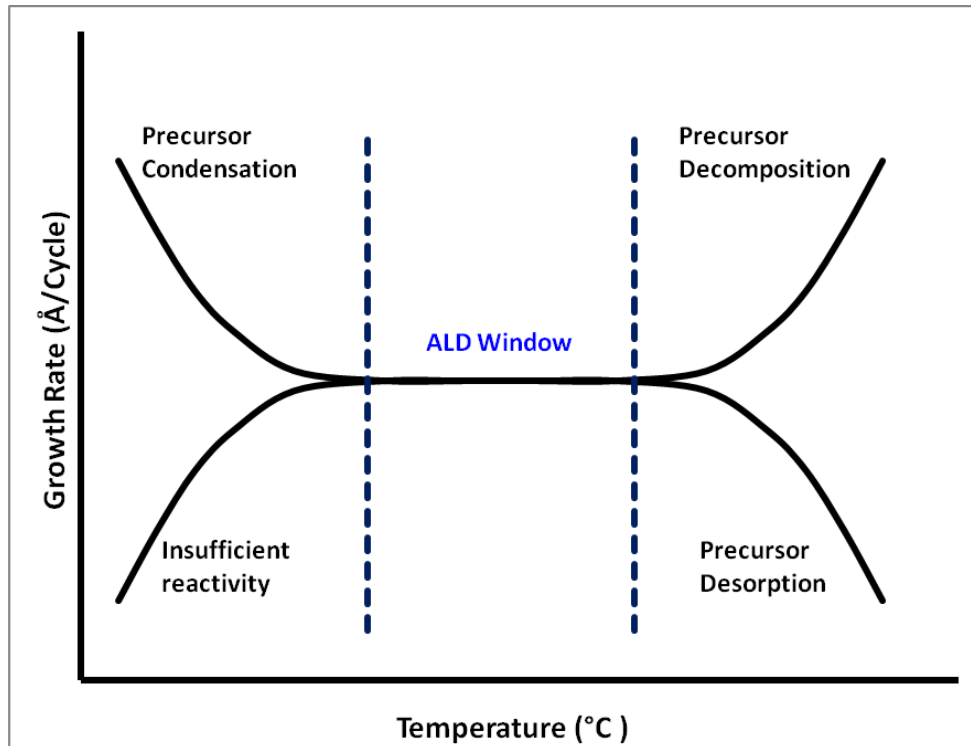 Precursor
Condensation
Precursor
Decomposition
Growth Rate (Å/Cycle)
ALD Window
Insufficient
reactivity
Precursor
Desorption
Temperature (°C )